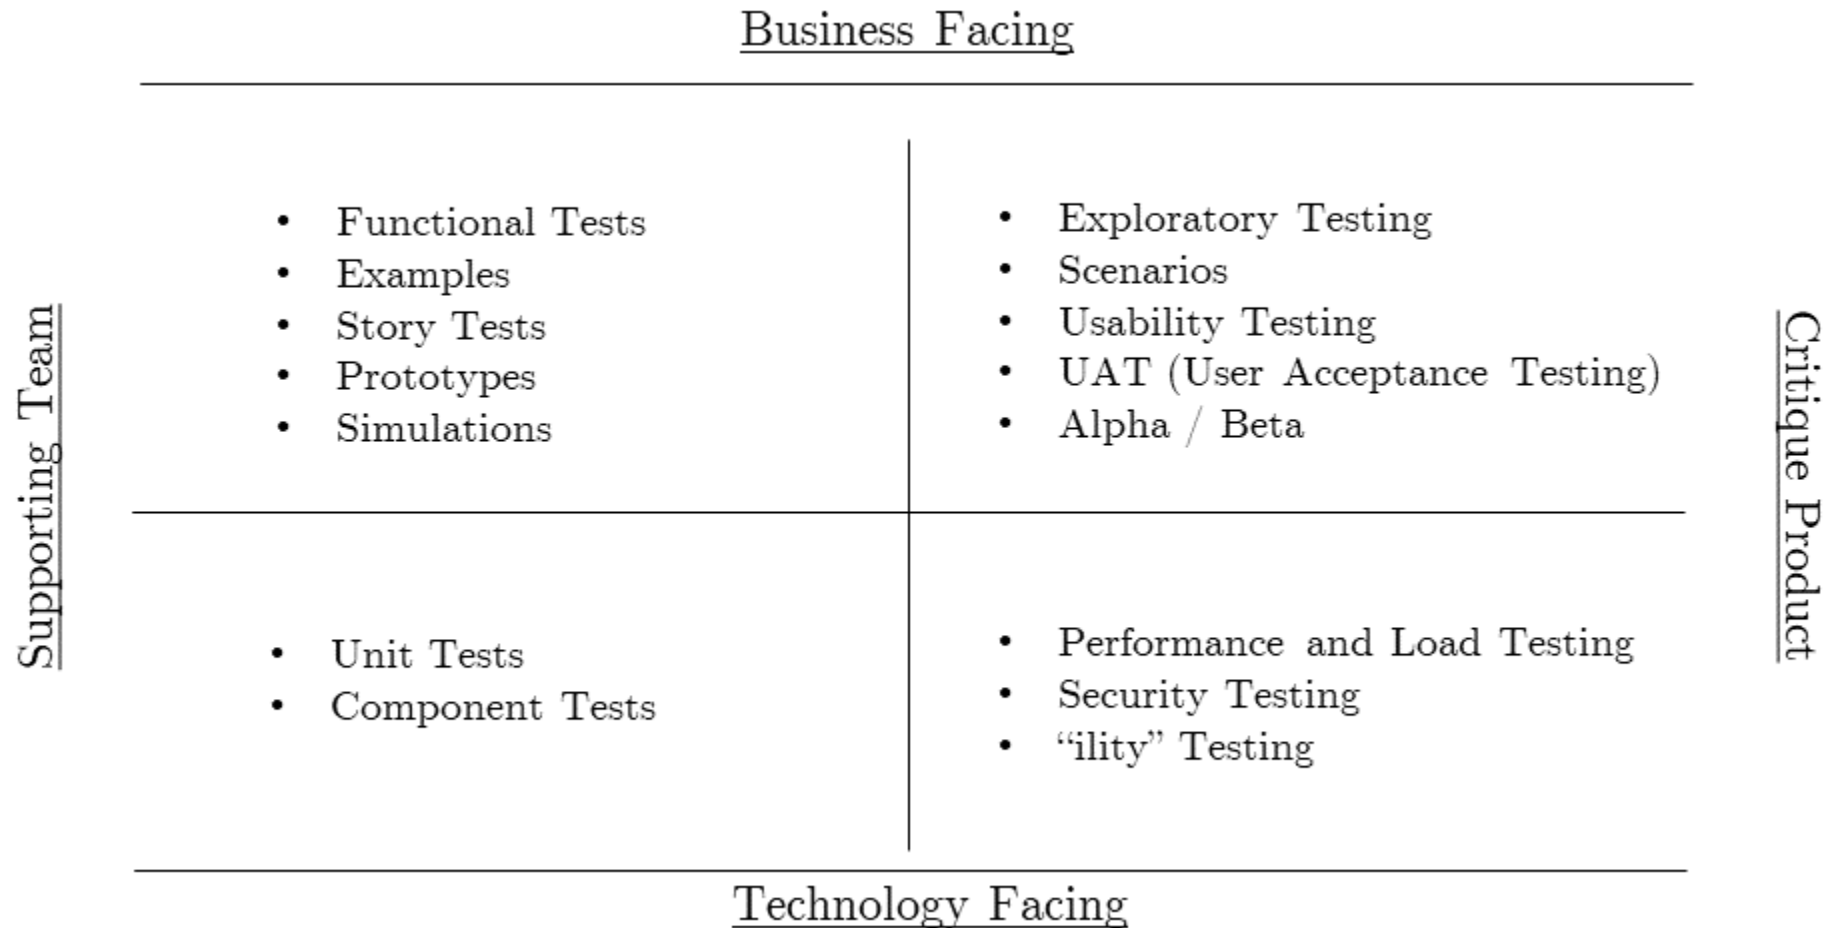 Business Facing
Supporting Team
• Functional Tests
• Examples
• Story Tests
• Prototypes
• Simulations
• Exploratory Testing
• Scenarios
• Usability Testing
• UAT (User Acceptance Testing)
• Alpha / Beta
Critique Product
• Unit Tests
• Component Tests
• Performance and Load Testing
• Security Testing
• “ility” Testing
Technology Facing